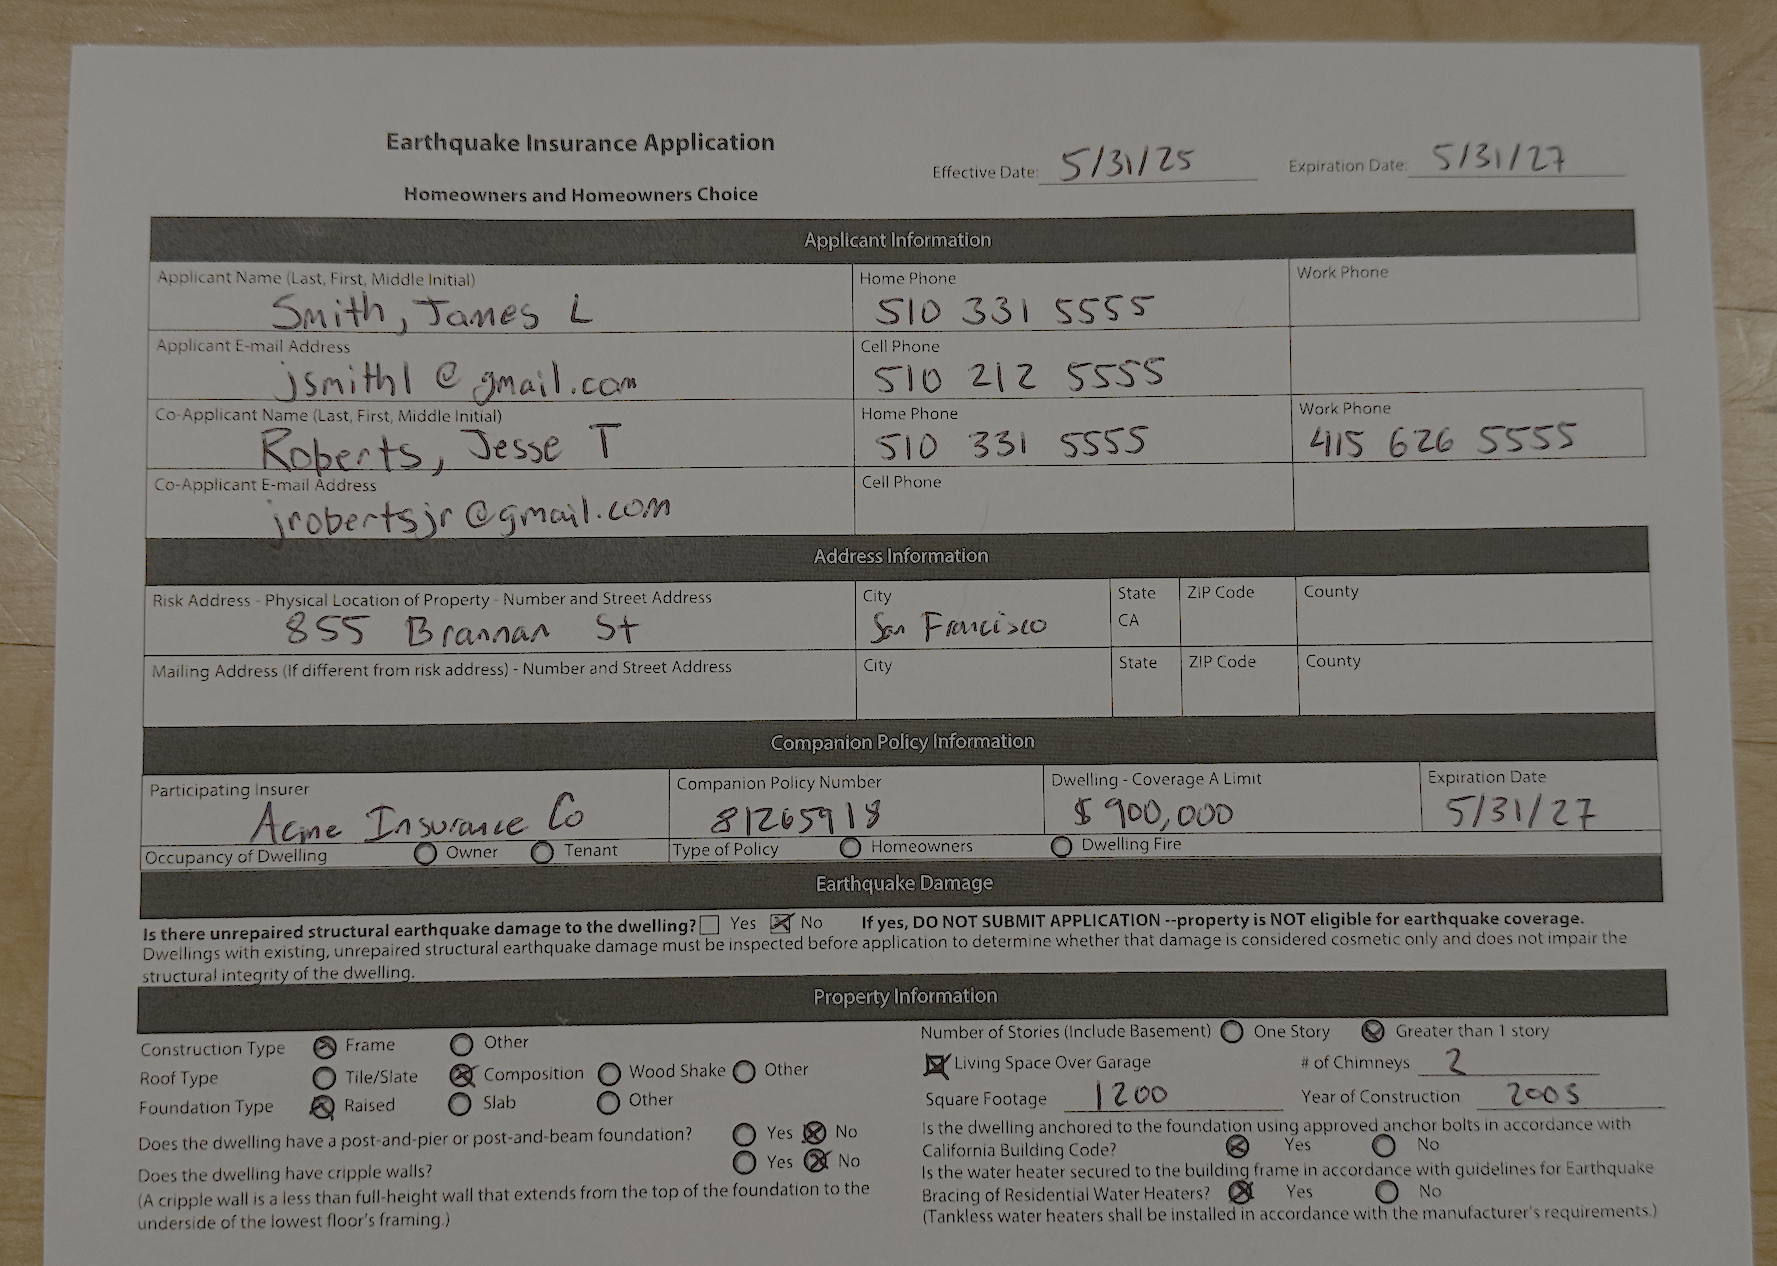 Earthquake Insurance Application
Effective Date: 5/31/25 Expiration Date: 5/31/27
Homeowners and Homeowners Choice
Applicant Information
Applicant Name (Last, First, Middle Initial) Home Phone Work Phone
Smith, James L 510 331 5555
Applicant E-mail Address Cell Phone
jsmith1@gmail.com 510 212 5555
Co-Applicant Name (Last, First, Middle Initial) Home Phone Work Phone
Roberts, Jesse T 510 331 5555 415 626 5555
Co-Applicant E-mail Address Cell Phone
jrobertsjr@gmail.com
Address Information
Risk Address - Physical Location of Property - Number and Street Address City State ZIP Code County
855 Brannan St San Francisco CA
Mailing Address (If different from risk address) - Number and Street Address City State ZIP Code County
Companion Policy Information
Participating Insurer Companion Policy Number Dwelling - Coverage A Limit Expiration Date
Acme Insurance Co 81265918 $900,000 5/31/27
Occupancy of Dwelling Owner Tenant Type of Policy Homeowners Dwelling Fire
Earthquake Damage
Is there unrepaired structural earthquake damage to the dwelling? Yes No If yes, DO NOT SUBMIT APPLICATION --property is NOT eligible for earthquake coverage.
Dwellings with existing, unrepaired structural earthquake damage must be inspected before application to determine whether that damage is considered cosmetic only and does not impair the
structural integrity of the dwelling.
Property Information
Construction Type Frame Other
Roof Type Tile/Slate Composition Wood Shake Other
Foundation Type Raised Slab Other
Does the dwelling have a post-and-pier or post-and-beam foundation? Yes No
Does the dwelling have cripple walls? Yes No
(A cripple wall is a less than full-height wall that extends from the top of the foundation to the
underside of the lowest floor's framing.)
Number of Stories (Include Basement) One Story Greater than 1 story
Living Space Over Garage # of Chimneys 2
Square Footage 1200 Year of Construction 2005
Is the dwelling anchored to the foundation using approved anchor bolts in accordance with
California Building Code? Yes No
Is the water heater secured to the building frame in accordance with guidelines for Earthquake
Bracing of Residential Water Heaters? Yes No
(Tankless water heaters shall be installed in accordance with the manufacturer's requirements.)